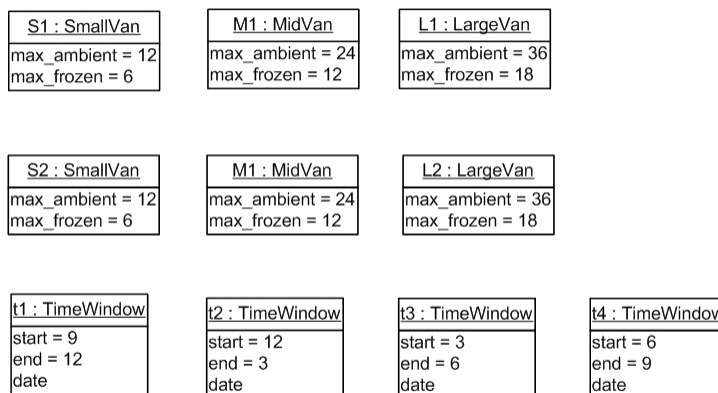 S1 : SmallVan
max_ambient = 12
max_frozen = 6
M1 : MidVan
max_ambient = 24
max_frozen = 12
L1 : LargeVan
max_ambient = 36
max_frozen = 18
S2 : SmallVan
max_ambient = 12
max_frozen = 6
M1 : MidVan
max_ambient = 24
max_frozen = 12
L2 : LargeVan
max_ambient = 36
max_frozen = 18
t1 : TimeWindow
start = 9
end = 12
date
t2 : TimeWindow
start = 12
end = 3
date
t3 : TimeWindow
start = 3
end = 6
date
t4 : TimeWindow
start = 6
end = 9
date